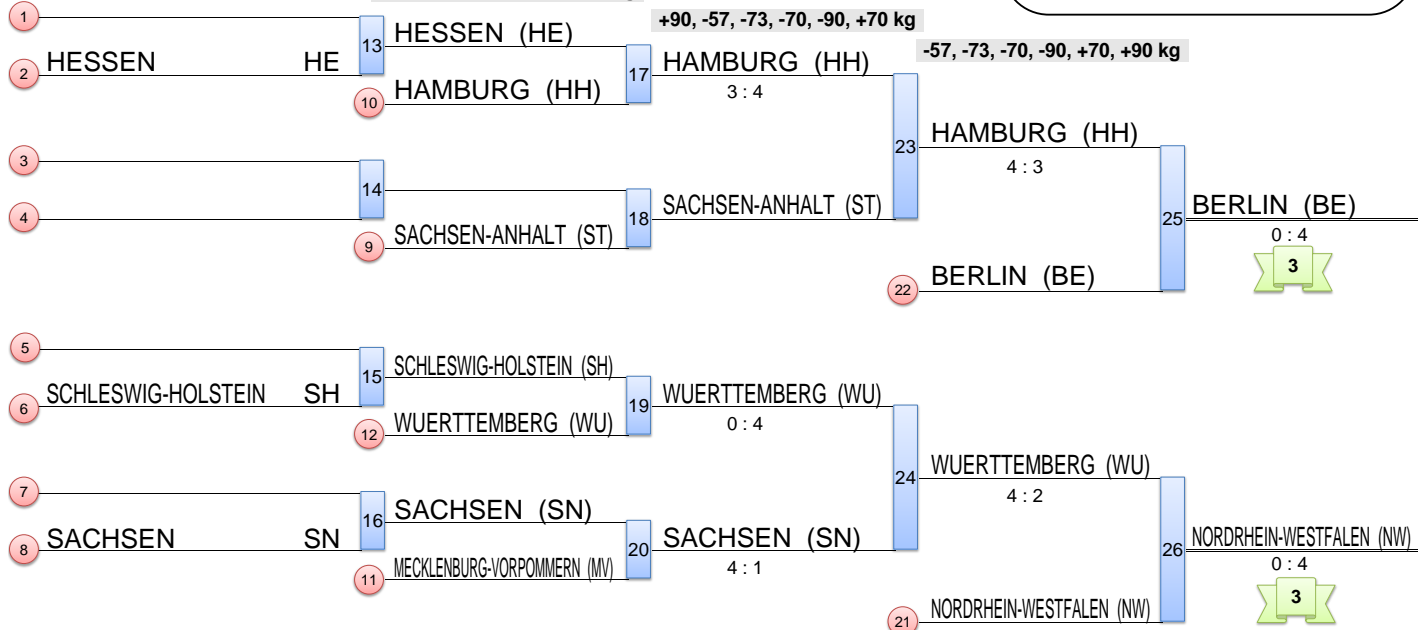 1
+90, -57, -73, -70, -90, +70 kg
13 HESSEN (HE)
-57, -73, -70, -90, +70, +90 kg
2 HESSEN HE
17 HAMBURG (HH)
10 HAMBURG (HH)
3 : 4
23 HAMBURG (HH)
3
4 : 3
14
4
18 SACHSEN-ANHALT (ST)
25 BERLIN (BE)
9 SACHSEN-ANHALT (ST)
0 : 4
3
22 BERLIN (BE)
5
15 SCHLESWIG-HOLSTEIN (SH)
6 SCHLESWIG-HOLSTEIN SH
19 WUERTTEMBERG (WU)
12 WUERTTEMBERG (WU)
0 : 4
24 WUERTTEMBERG (WU)
7
4 : 2
16 SACHSEN (SN)
8 SACHSEN SN
20 SACHSEN (SN)
26 NORDRHEIN-WESTFALEN (NW)
11 MECKLENBURG-VORPOMMERN (MV)
4 : 1
0 : 4
3
21 NORDRHEIN-WESTFALEN (NW)